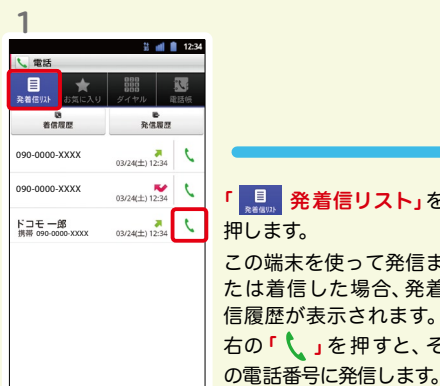 1
12:34
電話
発着信リスト お気に入り ダイヤル 電話帳
着信履歴 発信履歴
090-0000-XXXX
03/24(土) 12:34
090-0000-XXXX
03/24(土) 12:34
ドコモ 一郎
携帯 090-0000-XXXX 03/24(土) 12:34
「発着信リスト 発着信リスト」を
押します。
この端末を使って発信ま
たは着信した場合、発着
信履歴が表示されます。
右の「 」を押すと、そ
の電話番号に発信します。